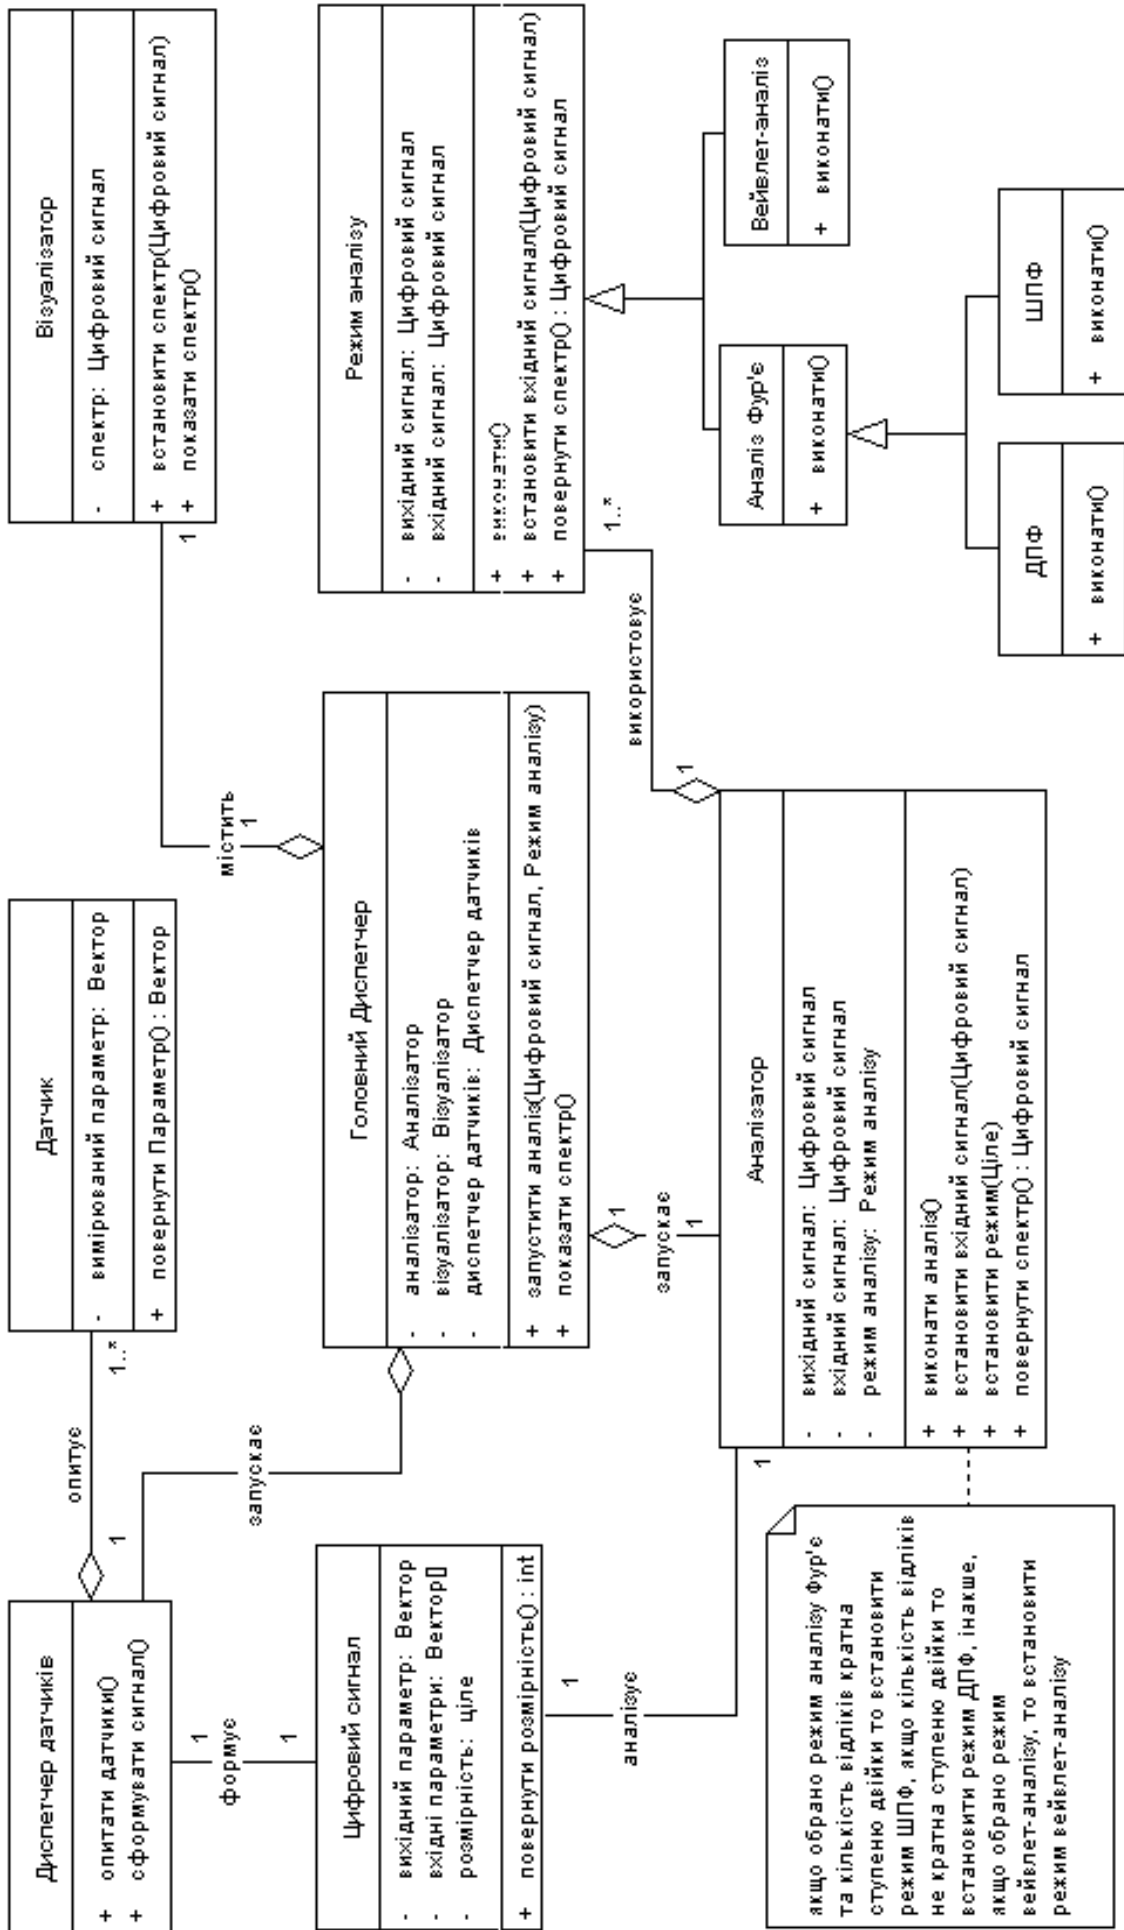 Диспетчер датчиків
+ опитати датчики()
+ сформувати сигнал()
1
опитує
1..*
Датчик
- вимірюваний параметр: Вектор
+ повернути Параметр() : Вектор
Візуалізатор
- спектр: Цифровий сигнал
+ встановити спектр(Цифровий сигнал)
+ показати спектр()
1
містить
1
запускає
1
формує
1
Цифровий сигнал
- вихідний параметр: Вектор
- вхідні параметри: Вектор[]
- розмірність: ціле
+ повернути розмірність() : int
1
аналізує
1
Головний Диспетчер
- аналізатор: Аналізатор
- візуалізатор: Візуалізатор
- диспетчер датчиків: Диспетчер датчиків
+ запустити аналіз(Цифровий сигнал, Режим аналізу)
+ показати спектр()
1
запускає
1
Режим аналізу
- вихідний сигнал: Цифровий сигнал
- вхідний сигнал: Цифровий сигнал
+ виконати()
+ встановити вхідний сигнал(Цифровий сигнал)
+ повернути спектр() : Цифровий сигнал
1..*
використовує
1
Аналізатор
- вихідний сигнал: Цифровий сигнал
- вхідний сигнал: Цифровий сигнал
- режим аналізу: Режим аналізу
+ виконати аналіз()
+ встановити вхідний сигнал(Цифровий сигнал)
+ встановити режим(Ціле)
+ повернути спектр() : Цифровий сигнал
Аналіз Фур'є
+ виконати()
Вейвлет-аналіз
+ виконати()
ДПФ
+ виконати()
ШПФ
+ виконати()
якщо обрано режим аналізу Фур'є
та кількість відліків кратна
ступеню двійки то встановити
режим ШПФ, якщо кількість відліків
не кратна ступеню двійки то
встановити режим ДПФ, інакше,
якщо обрано режим
вейвлет-аналізу, то встановити
режим вейвлет-аналізу